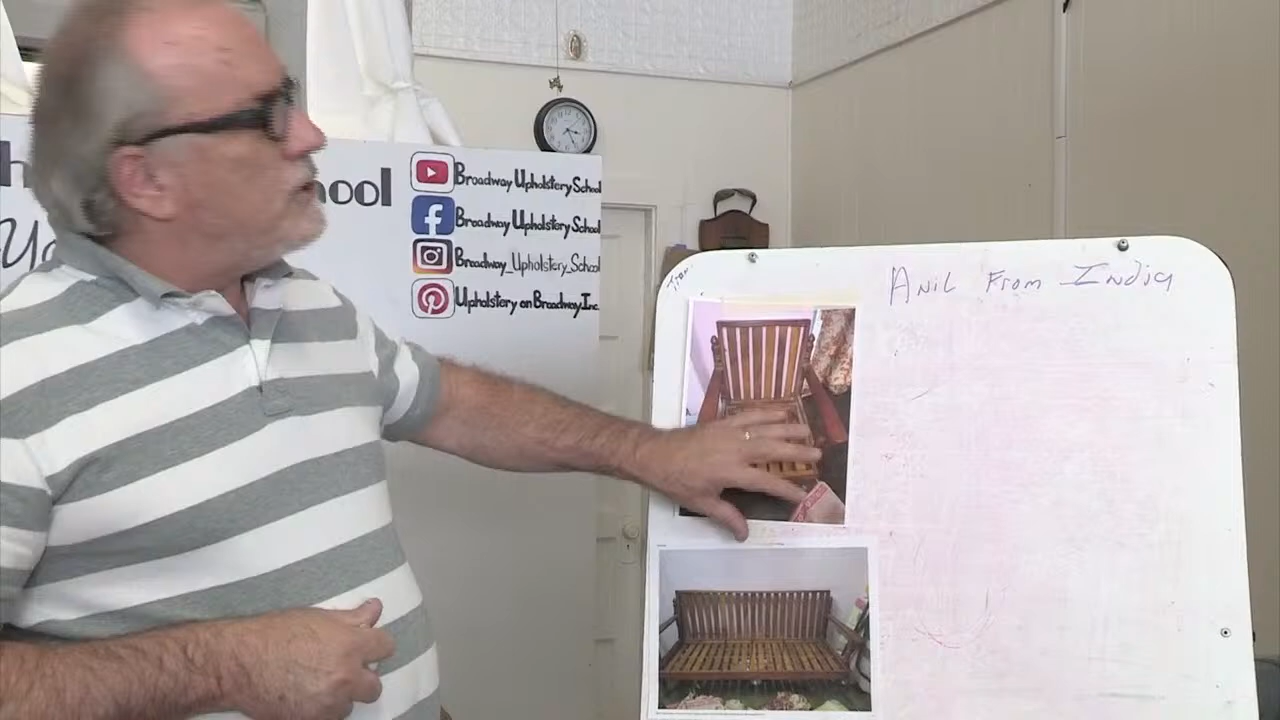 hool
Broadway Upholstery School
Broadway Upholstery School
Broadway_Upholstery_School
Upholstery on Broadway Inc.
Anil From India